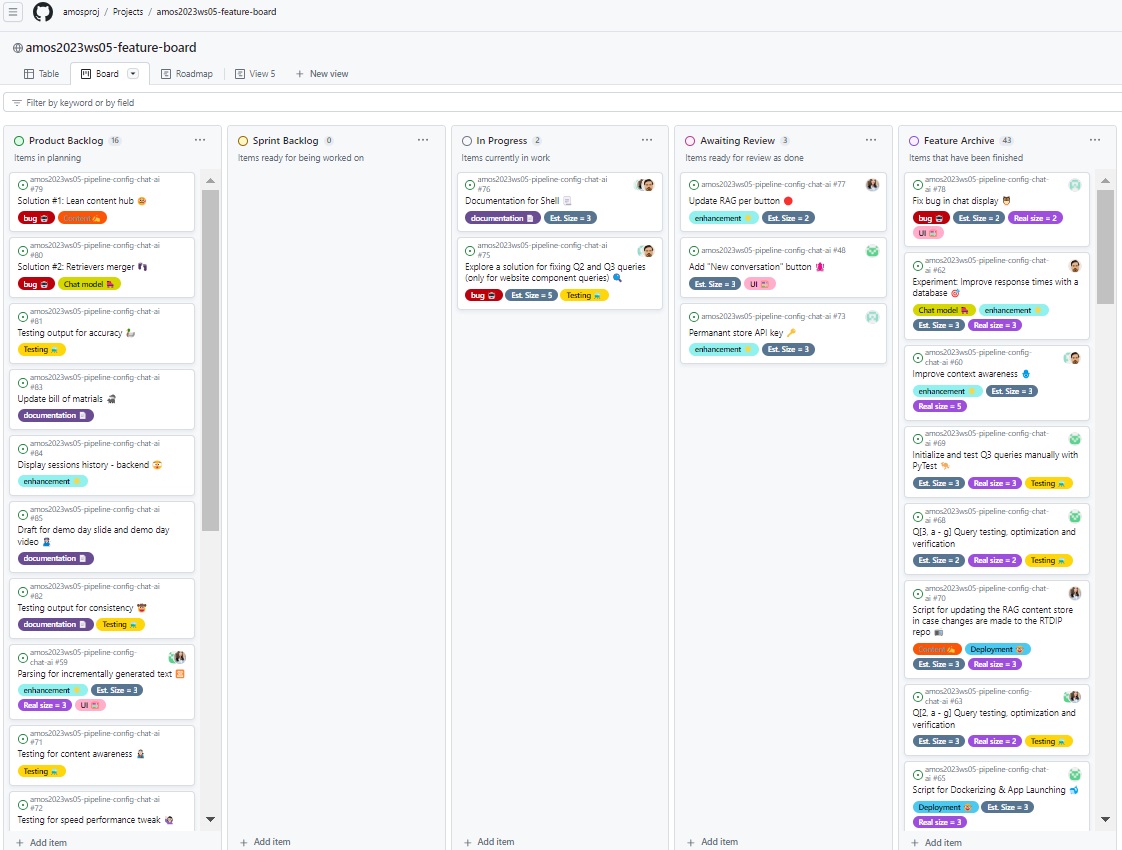 amosproj / Projects / amos2023ws05-feature-board
amos2023ws05-feature-board
Table Board Roadmap View 5 + New view
Filter by keyword or by field
Product Backlog 16
Items in planning
amos2023ws05-pipeline-config-chat-ai
#79
Solution #1: Lean content hub
bug Content
amos2023ws05-pipeline-config-chat-ai
#80
Solution #2: Retrievers merger
bug Chat model
amos2023ws05-pipeline-config-chat-ai
#81
Testing output for accuracy
Testing
amos2023ws05-pipeline-config-chat-ai
#83
Update bill of matrials
documentation
amos2023ws05-pipeline-config-chat-ai
#84
Display sessions history - backend
enhancement
amos2023ws05-pipeline-config-chat-ai
#85
Draft for demo day slide and demo day
video
documentation
amos2023ws05-pipeline-config-chat-ai
#82
Testing output for consistency
documentation Testing
amos2023ws05-pipeline-config-
chat-ai #59
Parsing for incrementally generated text
enhancement Est. Size = 3
Real size = 3 UI
amos2023ws05-pipeline-config-chat-ai
#71
Testing for content awareness
Testing
amos2023ws05-pipeline-config-chat-ai
#72
Testing for speed performance tweak
+ Add item
Sprint Backlog 0
Items ready for being worked on
+ Add item
In Progress 2
Items currently in work
amos2023ws05-pipeline-config-chat-ai
#76
Documentation for Shell
documentation Est. Size = 3
amos2023ws05-pipeline-config-chat-ai
#75
Explore a solution for fixing Q2 and Q3 queries
(only for website component queries)
bug Est. Size = 5 Testing
+ Add item
Awaiting Review 3
Items ready for review as done
amos2023ws05-pipeline-config-chat-ai #77
Update RAG per button
enhancement Est. Size = 2
amos2023ws05-pipeline-config-chat-ai #48
Add "New conversation" button
Est. Size = 3 UI
amos2023ws05-pipeline-config-chat-ai #73
Permanant store API key
enhancement Est. Size = 3
+ Add item
Feature Archive 43
Items that have been finished
amos2023ws05-pipeline-config-chat-
ai #78
Fix bug in chat display
bug Est. Size = 2 Real size = 2
UI
amos2023ws05-pipeline-config-chat-
ai #62
Experiment: Improve response times with a
database
Chat model enhancement
Est. Size = 3 Real size = 3
amos2023ws05-pipeline-config-
chat-ai #60
Improve context awareness
enhancement Est. Size = 3
Real size = 5
amos2023ws05-pipeline-config-chat-
ai #69
Initialize and test Q3 queries manually with
PyTest
Est. Size = 3 Real size = 3 Testing
amos2023ws05-pipeline-config-chat-
ai #68
Q[3, a - g] Query testing, optimization and
verification
Est. Size = 2 Real size = 2 Testing
amos2023ws05-pipeline-config-chat-
ai #70
Script for updating the RAG content store
in case changes are made to the RTDIP
repo
Content Deployment
Est. Size = 3 Real size = 3
amos2023ws05-pipeline-config-
chat-ai #63
Q[2, a - g] Query testing, optimization and
verification
Est. Size = 3 Real size = 2 Testing
amos2023ws05-pipeline-config-chat-
ai #65
Script for Dockerizing & App Launching
Deployment Est. Size = 3
Real size = 3
+ Add item